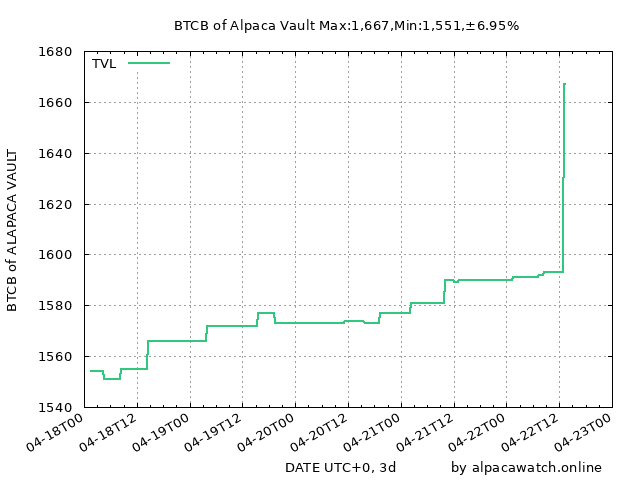 BTCB of Alpaca Vault Max:1,667,Min:1,551,±6.95%
1680
TVL
1660
1640
1620
1600
1580
1560
1540
BTCB of ALAPACA VAULT
04-18T00
04-18T12
04-19T00
04-19T12
04-20T00
04-20T12
04-21T00
04-21T12
04-22T00
04-22T12
04-23T00
DATE UTC+0, 3d
by alpacawatch.online